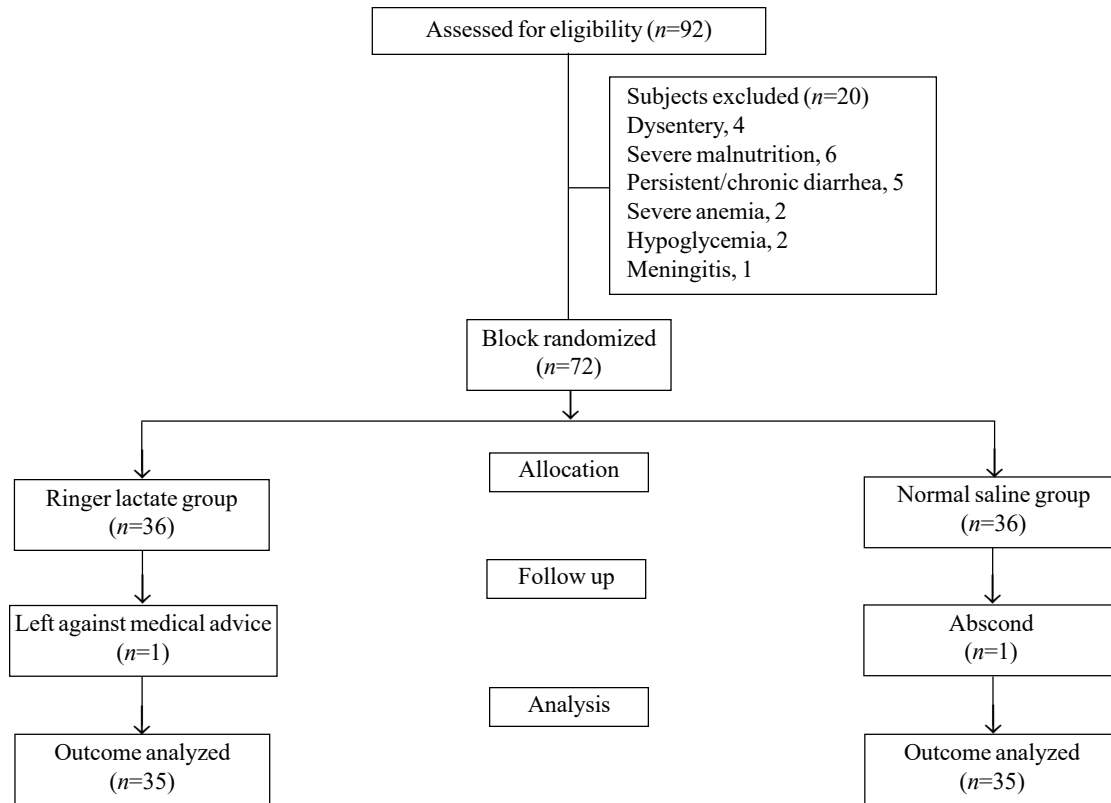 Assessed for eligibility (n=92)
Subjects excluded (n=20)
Dysentery, 4
Severe malnutrition, 6
Persistent/chronic diarrhea, 5
Severe anemia, 2
Hypoglycemia, 2
Meningitis, 1
Block randomized
(n=72)
Allocation
Ringer lactate group
(n=36)
Normal saline group
(n=36)
Follow up
Left against medical advice
(n=1)
Abscond
(n=1)
Analysis
Outcome analyzed
(n=35)
Outcome analyzed
(n=35)